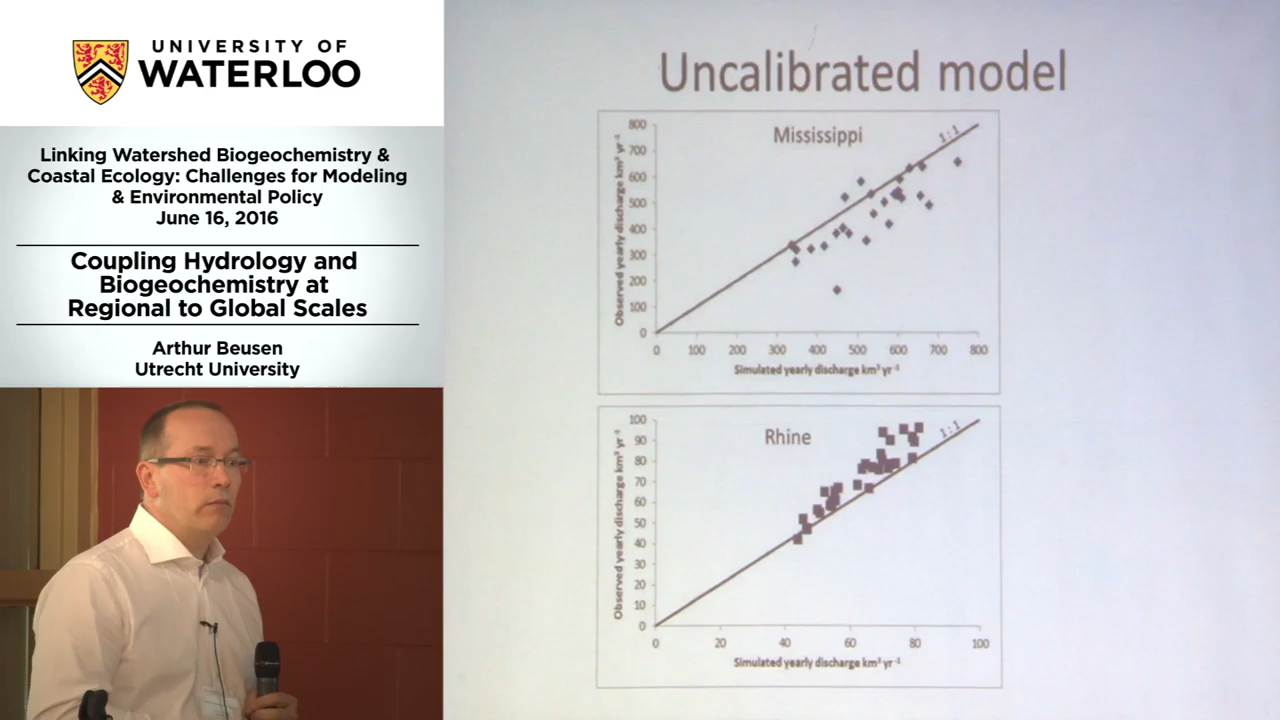 UNIVERSITY OF
WATERLOO
Linking Watershed Biogeochemistry &
Coastal Ecology: Challenges for Modeling
& Environmental Policy
June 16, 2016
Coupling Hydrology and
Biogeochemistry at
Regional to Global Scales
Arthur Beusen
Utrecht University
Uncalibrated model
Mississippi
1:1
Observed yearly discharge km³ yr⁻¹
800
700
600
500
400
300
200
100
0
0 100 200 300 400 500 600 700 800
Simulated yearly discharge km³ yr⁻¹
Rhine
1:1
Observed yearly discharge km³ yr⁻¹
100
90
80
70
60
50
40
30
20
10
0
0 20 40 60 80 100
Simulated yearly discharge km³ yr⁻¹